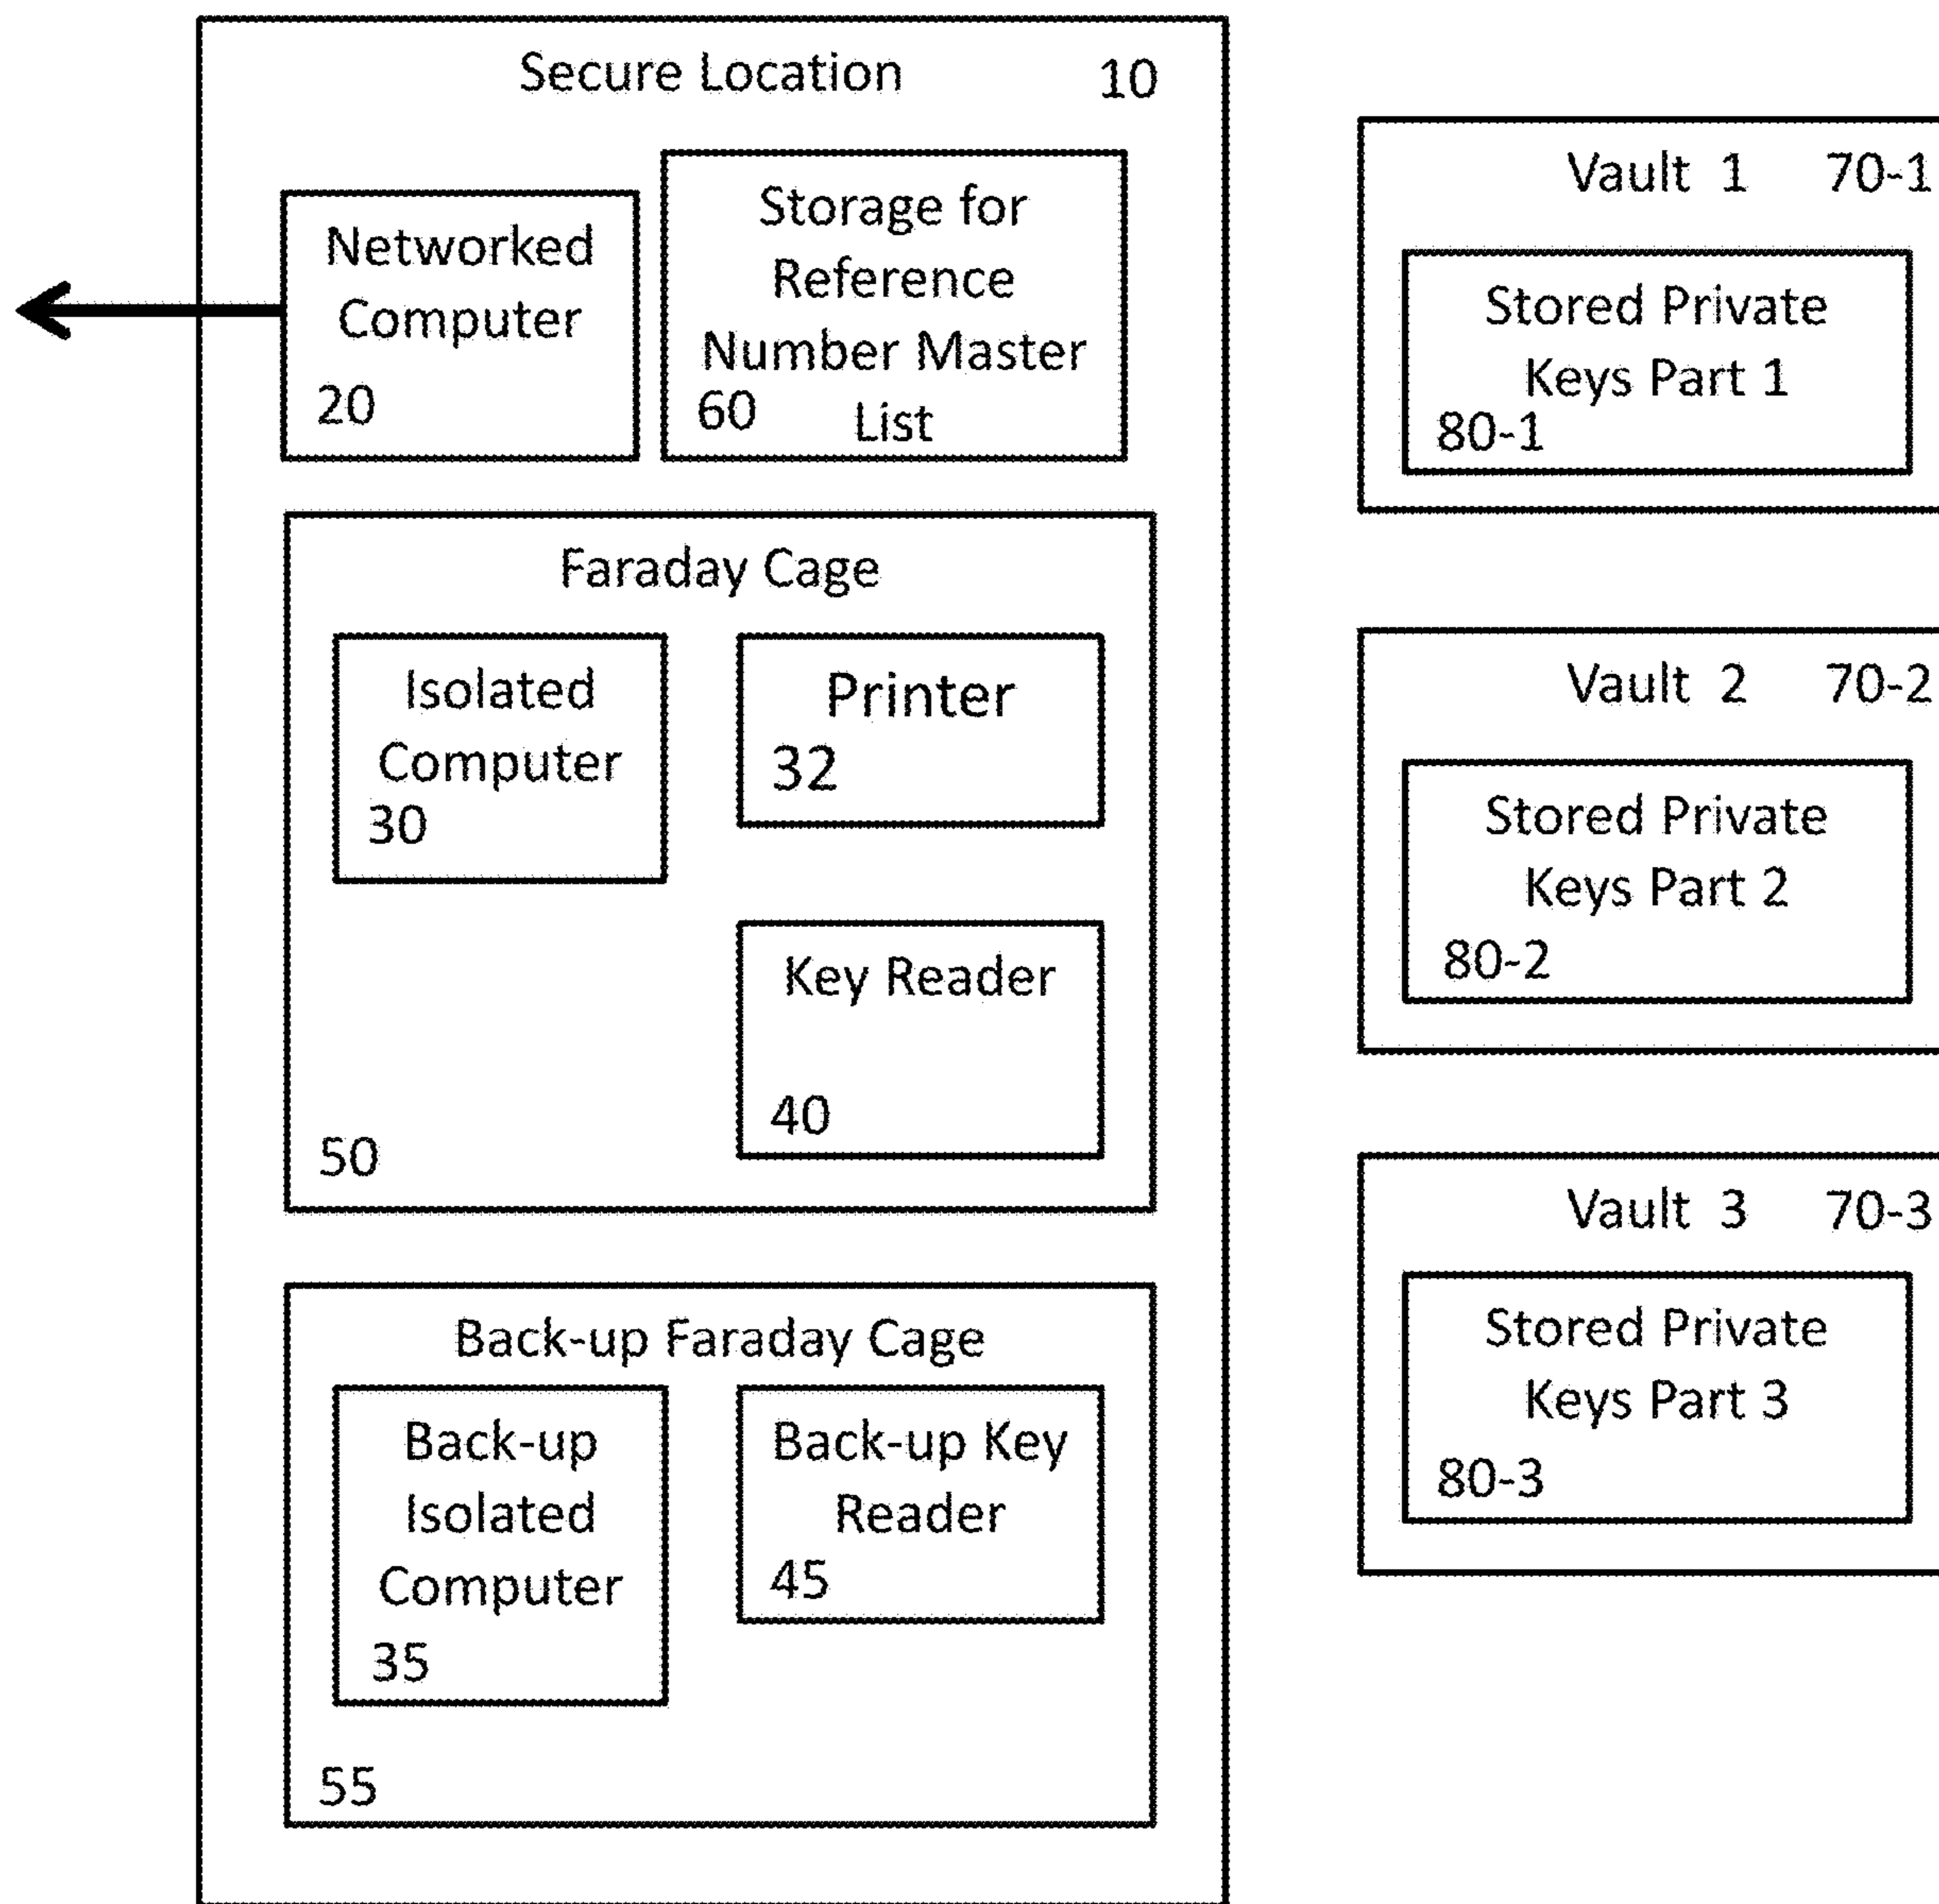 Secure Location 10
Networked
Computer
20
Storage for
Reference
Number Master
60 List
Faraday Cage
Isolated
Computer
30
Printer
32
Key Reader
40
50
Back-up Faraday Cage
Back-up
Isolated
Computer
35
Back-up Key
Reader
45
55
Vault 1 70-1
Stored Private
Keys Part 1
80-1
Vault 2 70-2
Stored Private
Keys Part 2
80-2
Vault 3 70-3
Stored Private
Keys Part 3
80-3